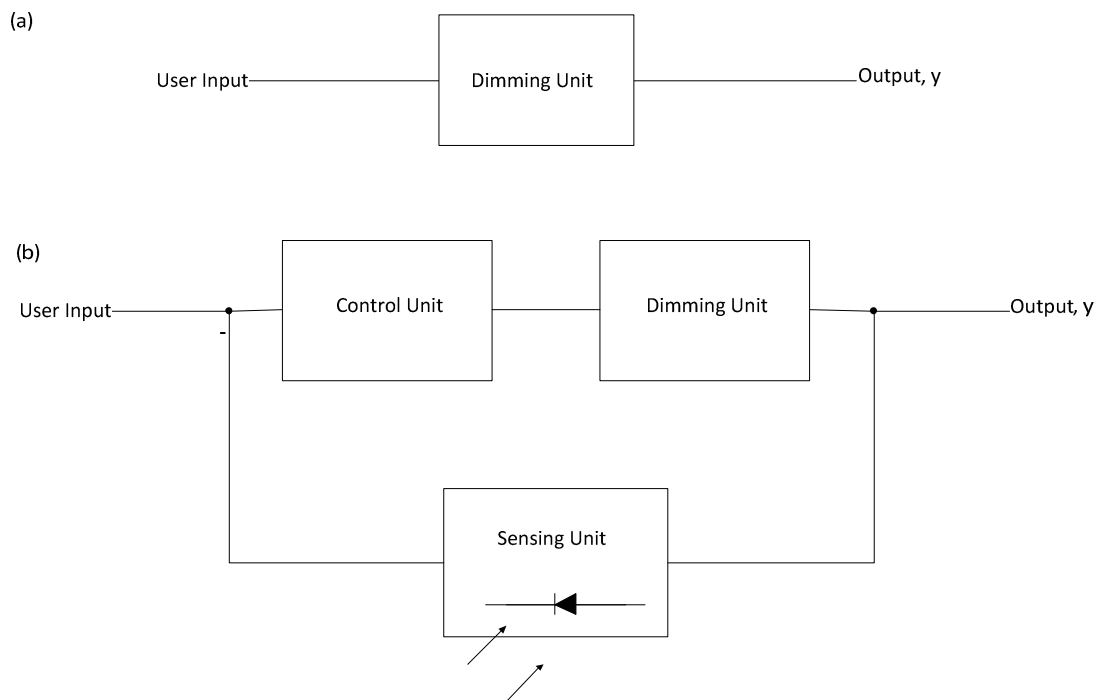 (a)
User Input
Dimming Unit
Output, y
(b)
User Input
Control Unit
Dimming Unit
Output, y
-
Sensing Unit